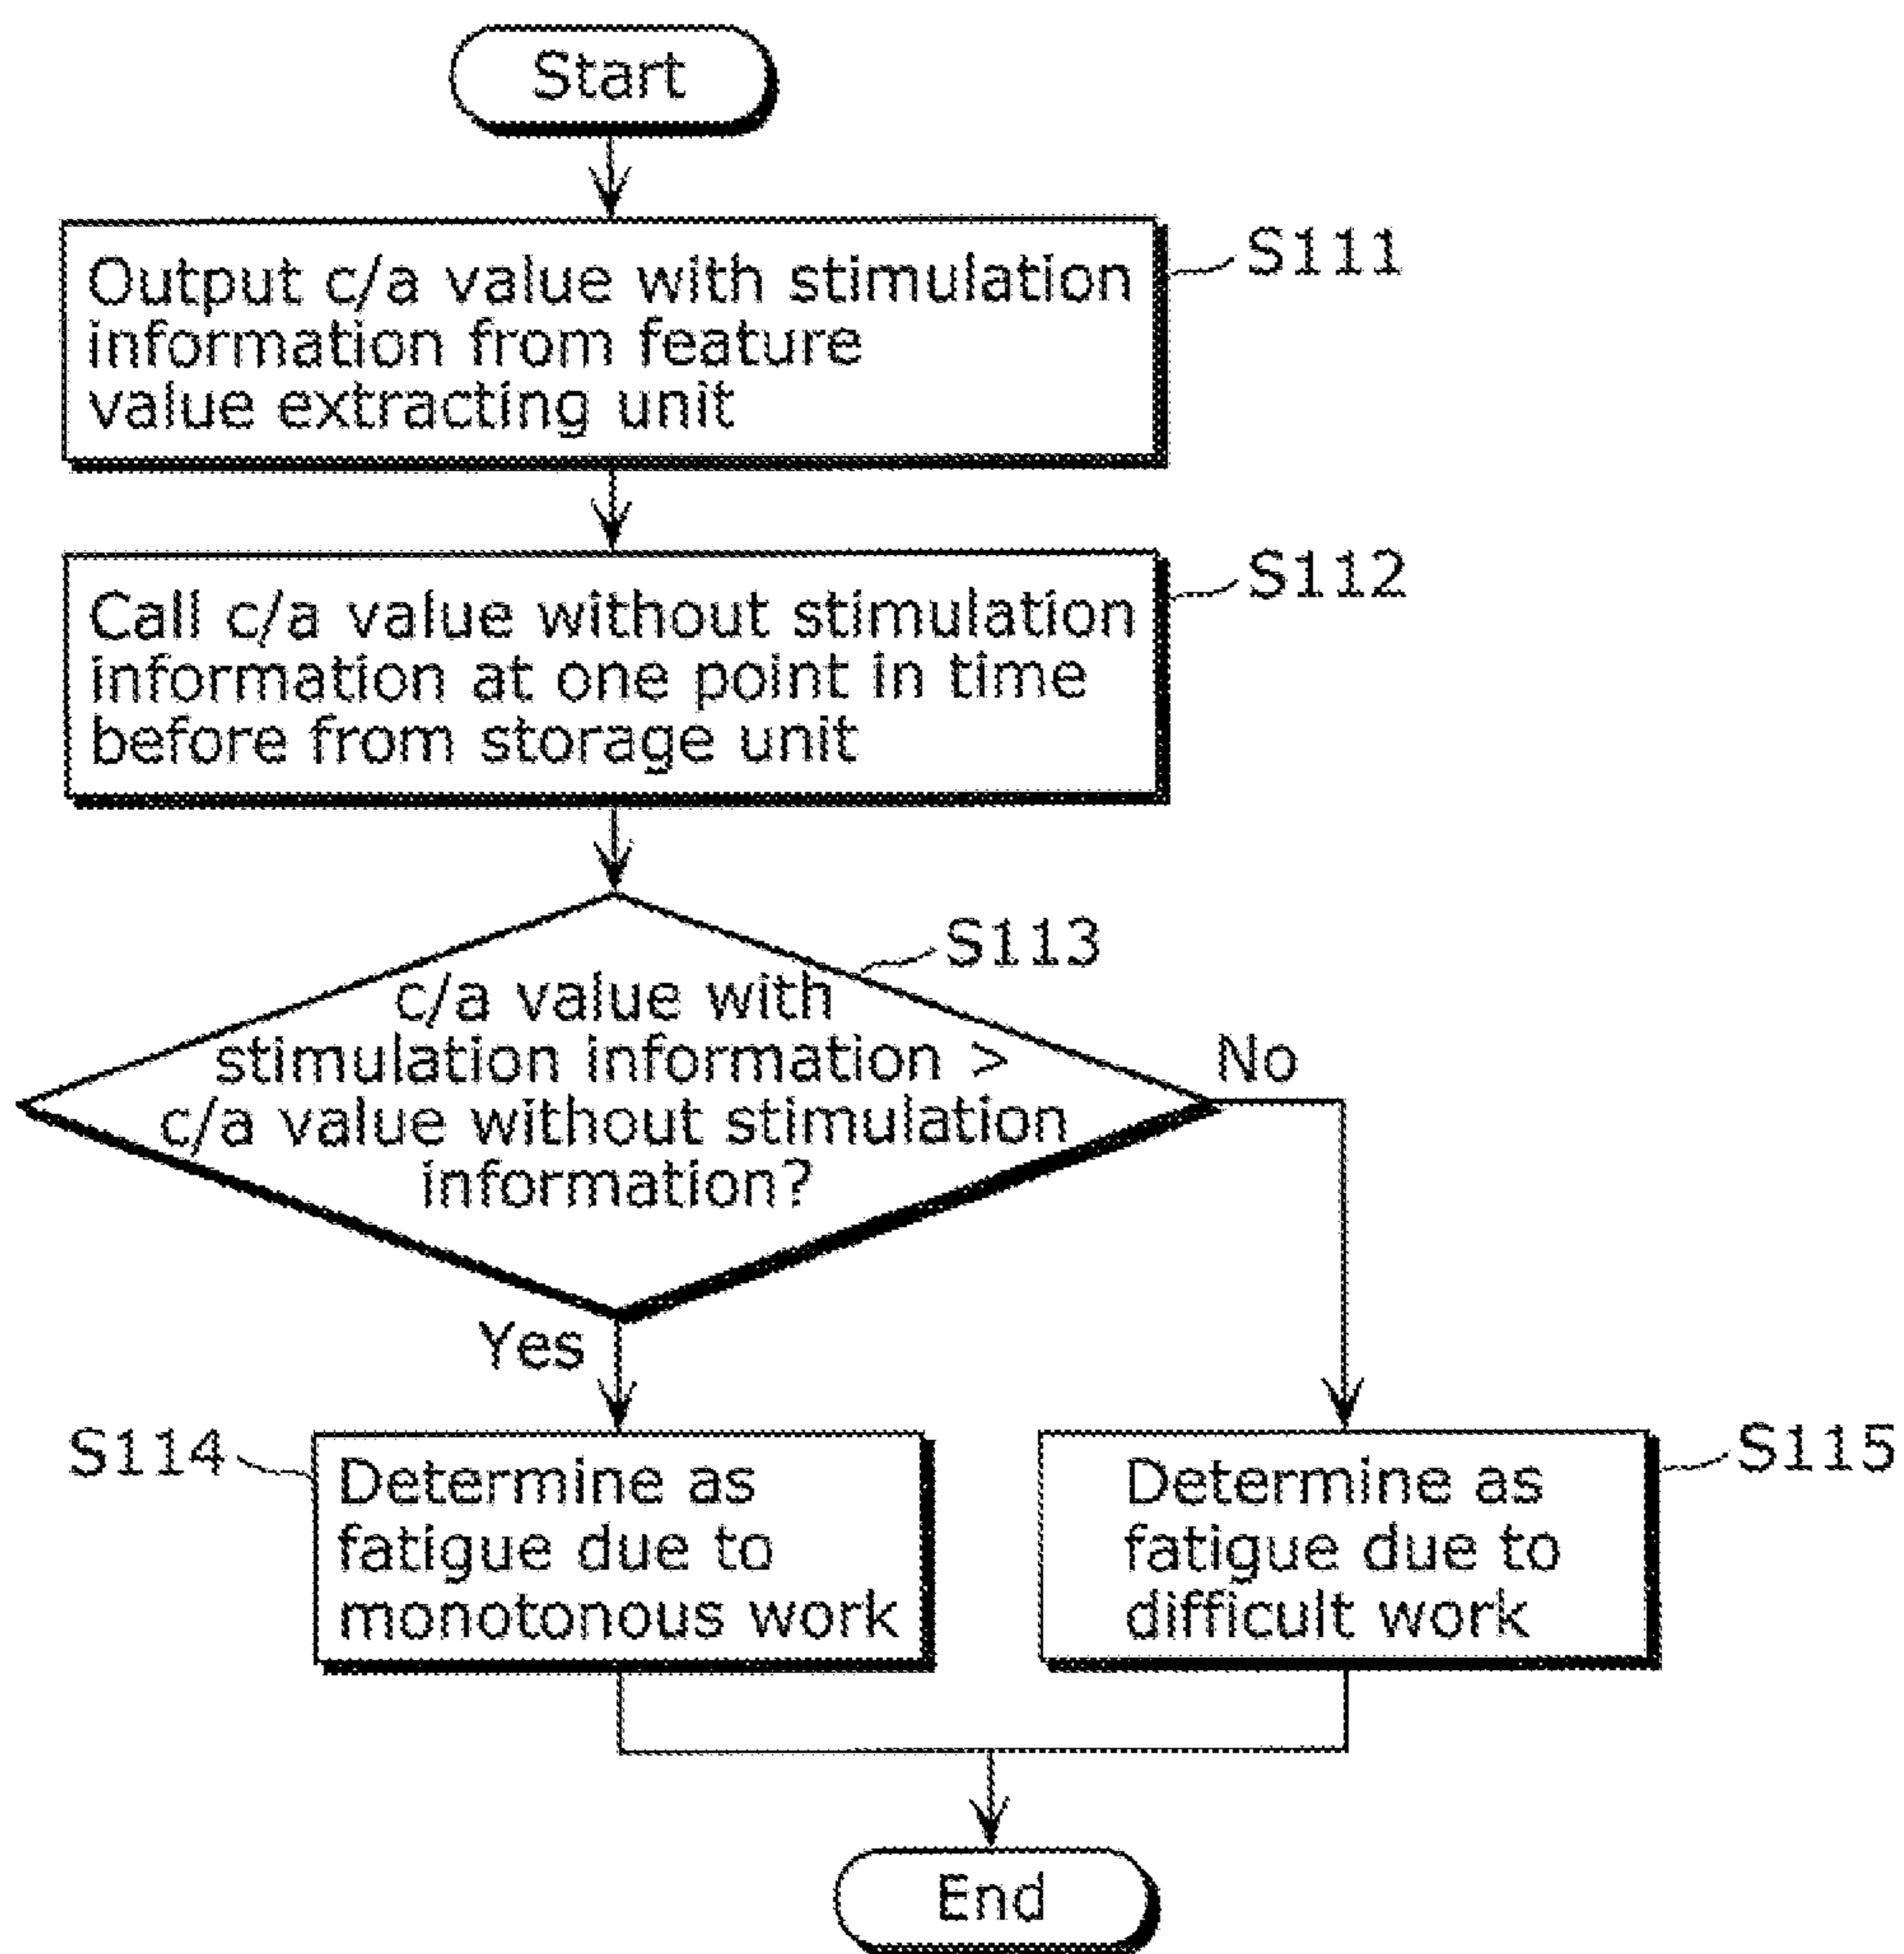 Start
Output c/a value with stimulation
information from feature
value extracting unit
S111
Call c/a value without stimulation
information at one point in time
before from storage unit
S112
S113
c/a value with
stimulation information >
c/a value without stimulation
information?
No
Yes
S114
Determine as
fatigue due to
monotonous work
Determine as
fatigue due to
difficult work
S115
End